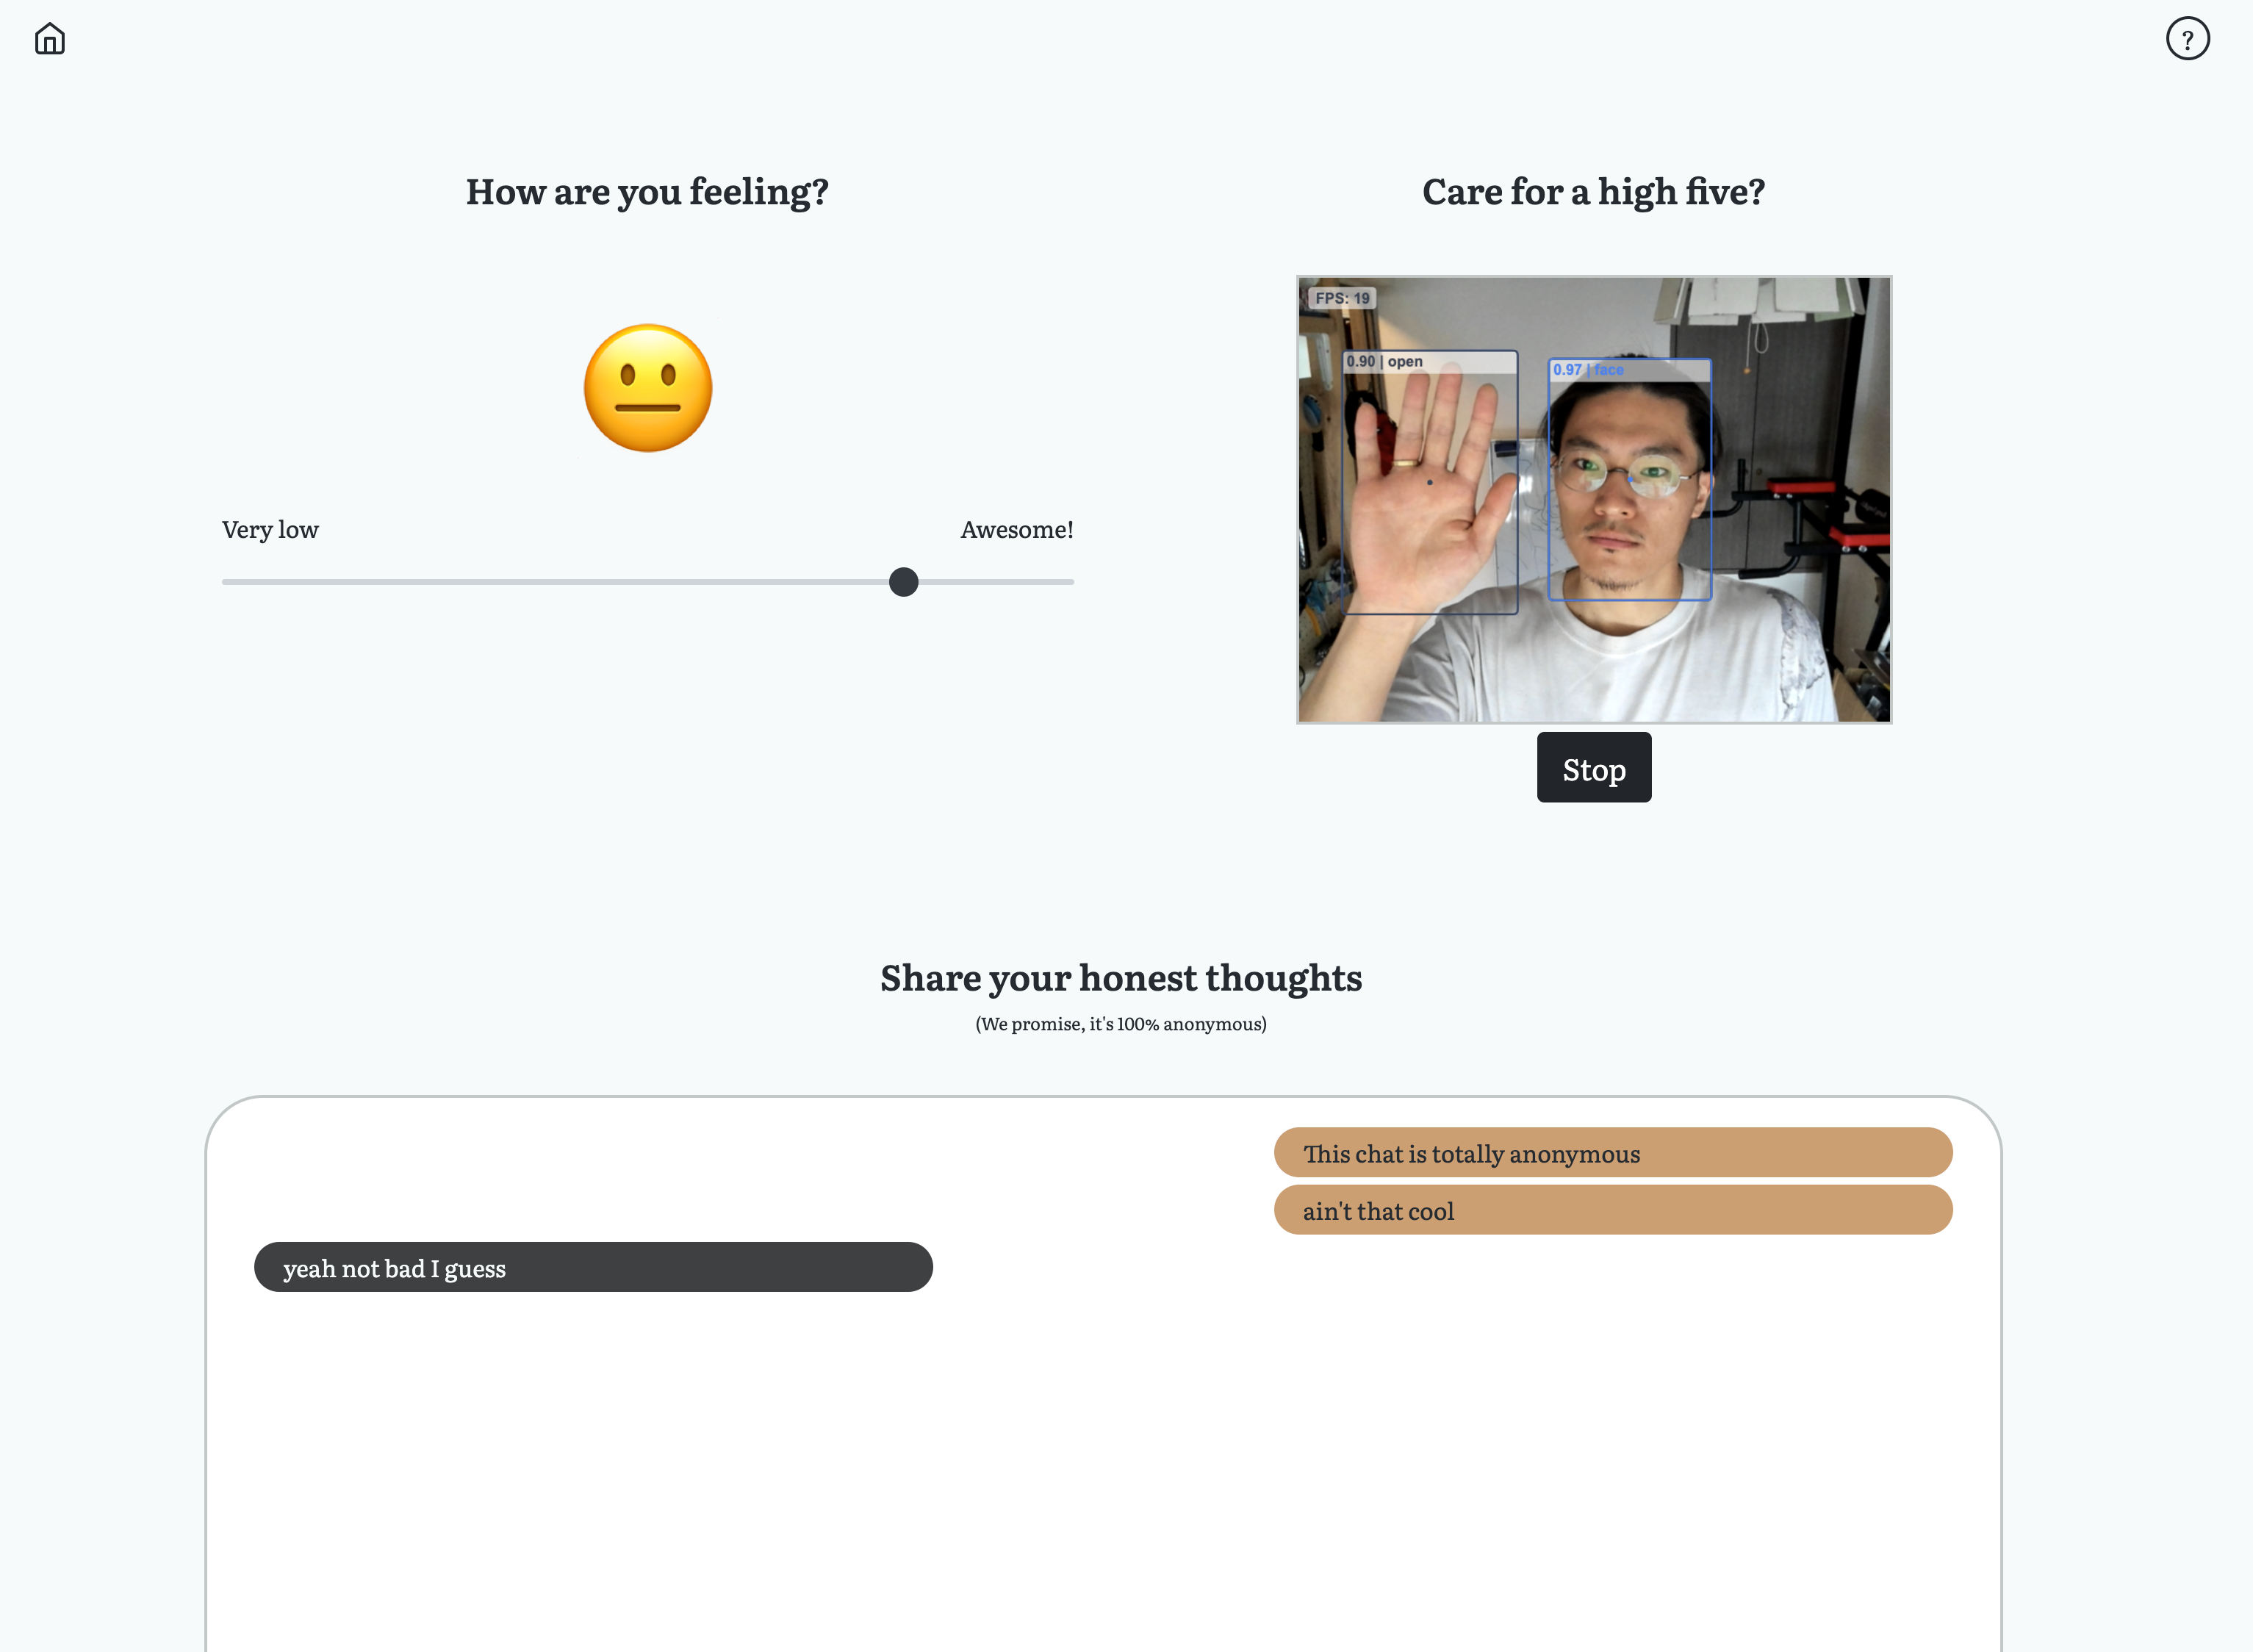 ?
How are you feeling?
Care for a high five?
FPS: 19
0.90 | open
0.97 | face
Very low
Awesome!
Stop
Share your honest thoughts
(We promise, it's 100% anonymous)
This chat is totally anonymous
ain't that cool
yeah not bad I guess